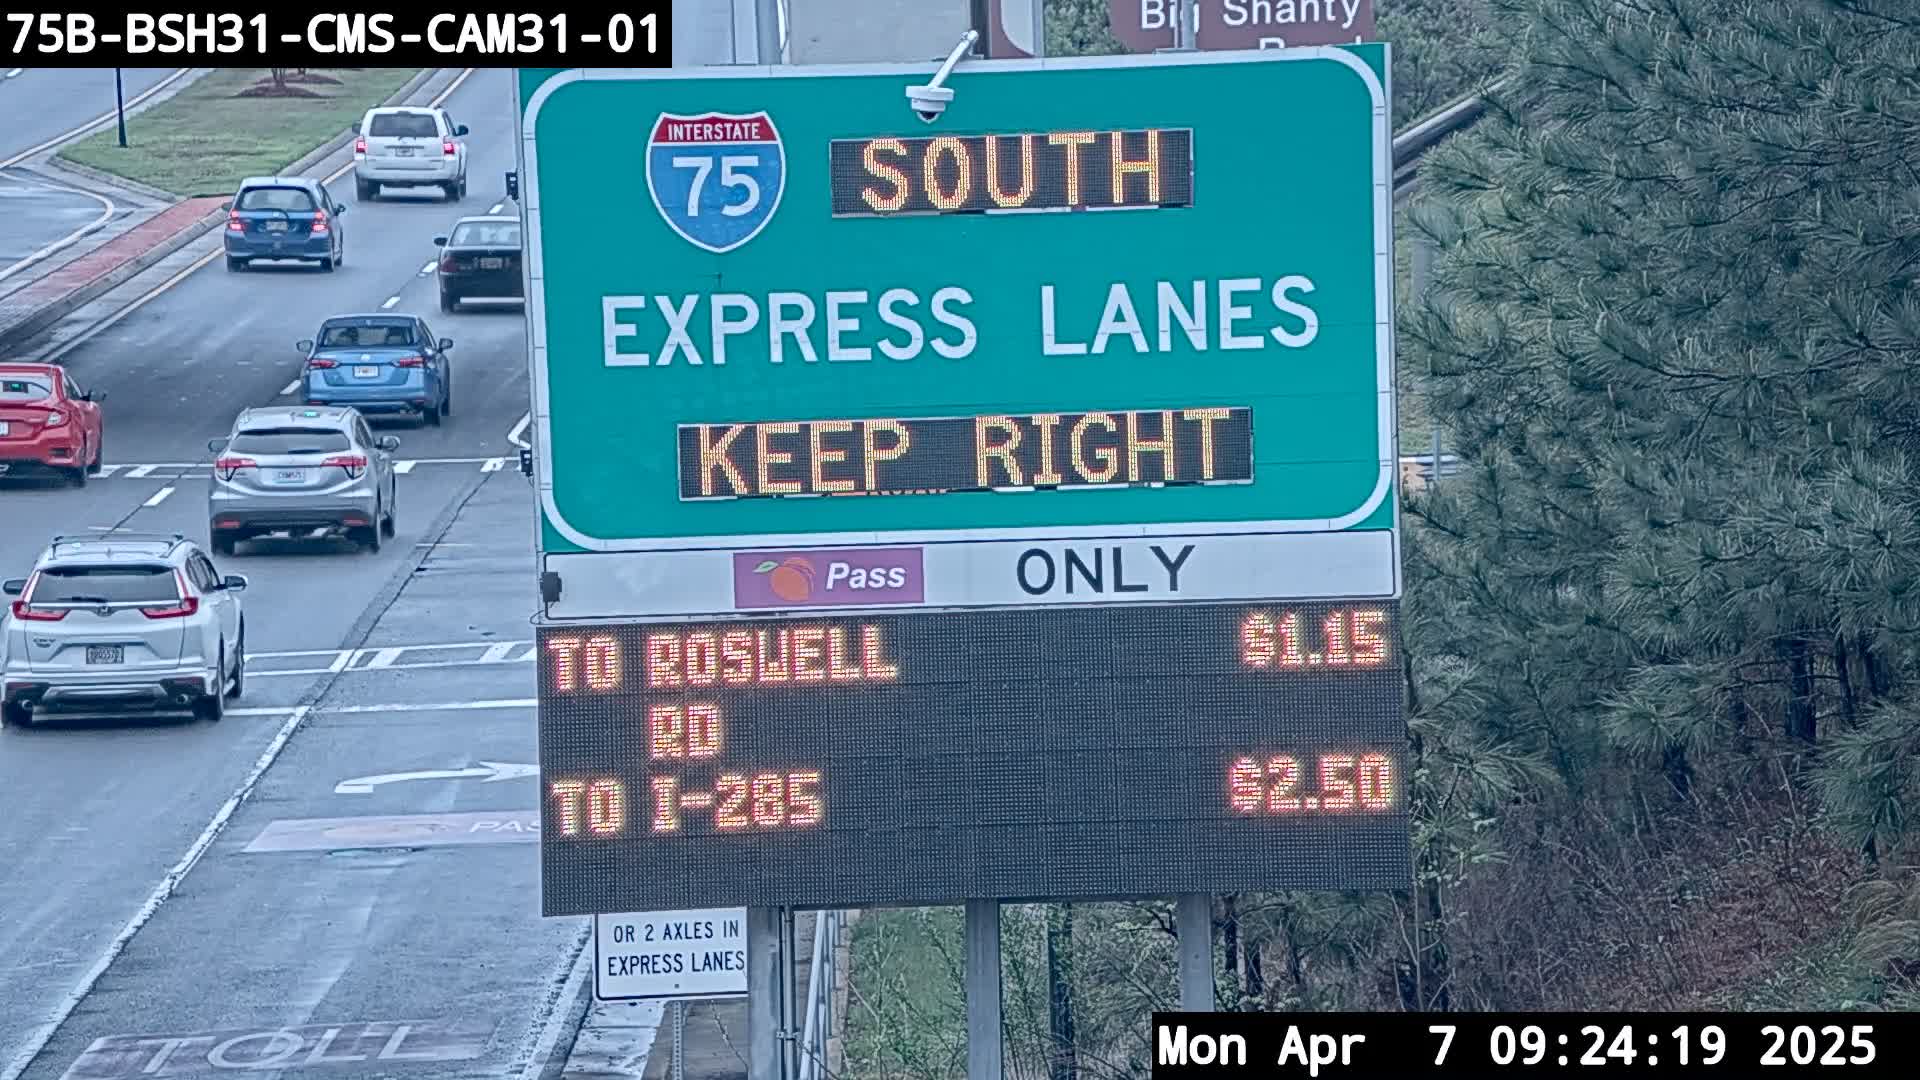 75B-BSH31-CMS-CAM31-01
Big Shanty
INTERSTATE
75
SOUTH
EXPRESS LANES
KEEP RIGHT
Pass ONLY
TO ROSWELL $1.15
RD
TO I-285 $2.50
OR 2 AXLES IN
EXPRESS LANES
TOLL
Mon Apr 7 09:24:19 2025